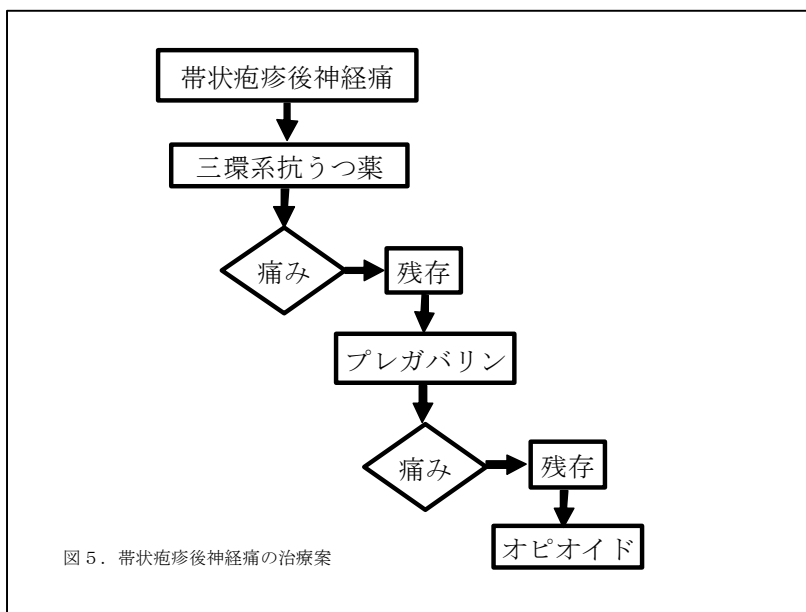 帯状疱疹後神経痛
三環系抗うつ薬
痛み
残存
プレガバリン
痛み
残存
オピオイド
図５．帯状疱疹後神経痛の治療案